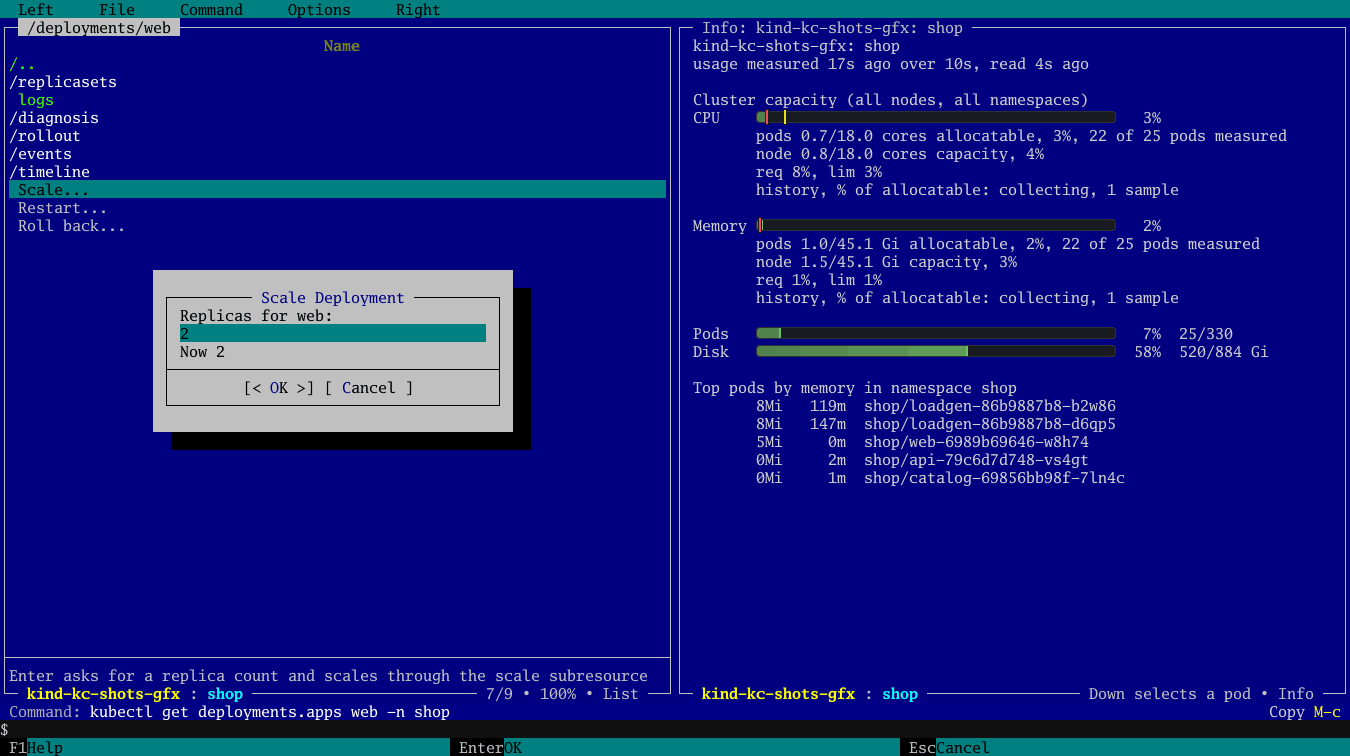 Left File Command Options Right
/deployments/web
Name
/..
/replicasets
logs
/diagnosis
/rollout
/events
/timeline
Scale...
Restart...
Roll back...
Scale Deployment
Replicas for web:
2
Now 2
[< OK >] [ Cancel ]
Enter asks for a replica count and scales through the scale subresource
kind-kc-shots-gfx : shop 7/9 • 100% • List
Info: kind-kc-shots-gfx: shop
kind-kc-shots-gfx: shop
usage measured 17s ago over 10s, read 4s ago
Cluster capacity (all nodes, all namespaces)
CPU 3%
pods 0.7/18.0 cores allocatable, 3%, 22 of 25 pods measured
node 0.8/18.0 cores capacity, 4%
req 8%, lim 3%
history, % of allocatable: collecting, 1 sample
Memory 2%
pods 1.0/45.1 Gi allocatable, 2%, 22 of 25 pods measured
node 1.5/45.1 Gi capacity, 3%
req 1%, lim 1%
history, % of allocatable: collecting, 1 sample
Pods 7% 25/330
Disk 58% 520/884 Gi
Top pods by memory in namespace shop
8Mi 119m shop/loadgen-86b9887b8-b2w86
8Mi 147m shop/loadgen-86b9887b8-d6qp5
5Mi 0m shop/web-6989b69646-w8h74
0Mi 2m shop/api-79c6d7d748-vs4gt
0Mi 1m shop/catalog-69856bb98f-7ln4c
kind-kc-shots-gfx : shop Down selects a pod • Info
Command: kubectl get deployments.apps web -n shop Copy M-c
$
F1Help EnterOK EscCancel